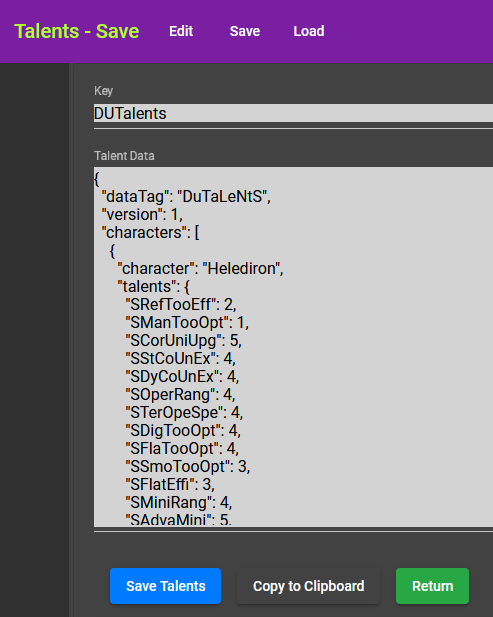 Talents - Save Edit Save Load
Key
DUTalents
Talent Data
{
"dataTag": "DuTaLeNtS",
"version": 1,
"characters": [
{
"character": "Helediron",
"talents": {
"SRefTooEff": 2,
"SManTooOpt": 1,
"SCorUniUpg": 5,
"SStCoUnEx": 4,
"SDyCoUnEx": 4,
"SOperRang": 4,
"STerOpeSpe": 4,
"SDigTooOpt": 4,
"SFlaTooOpt": 4,
"SSmoTooOpt": 3,
"SFlatEffi": 3,
"SMiniRang": 4,
"SAdvaMini": 5,
Save Talents Copy to Clipboard Return